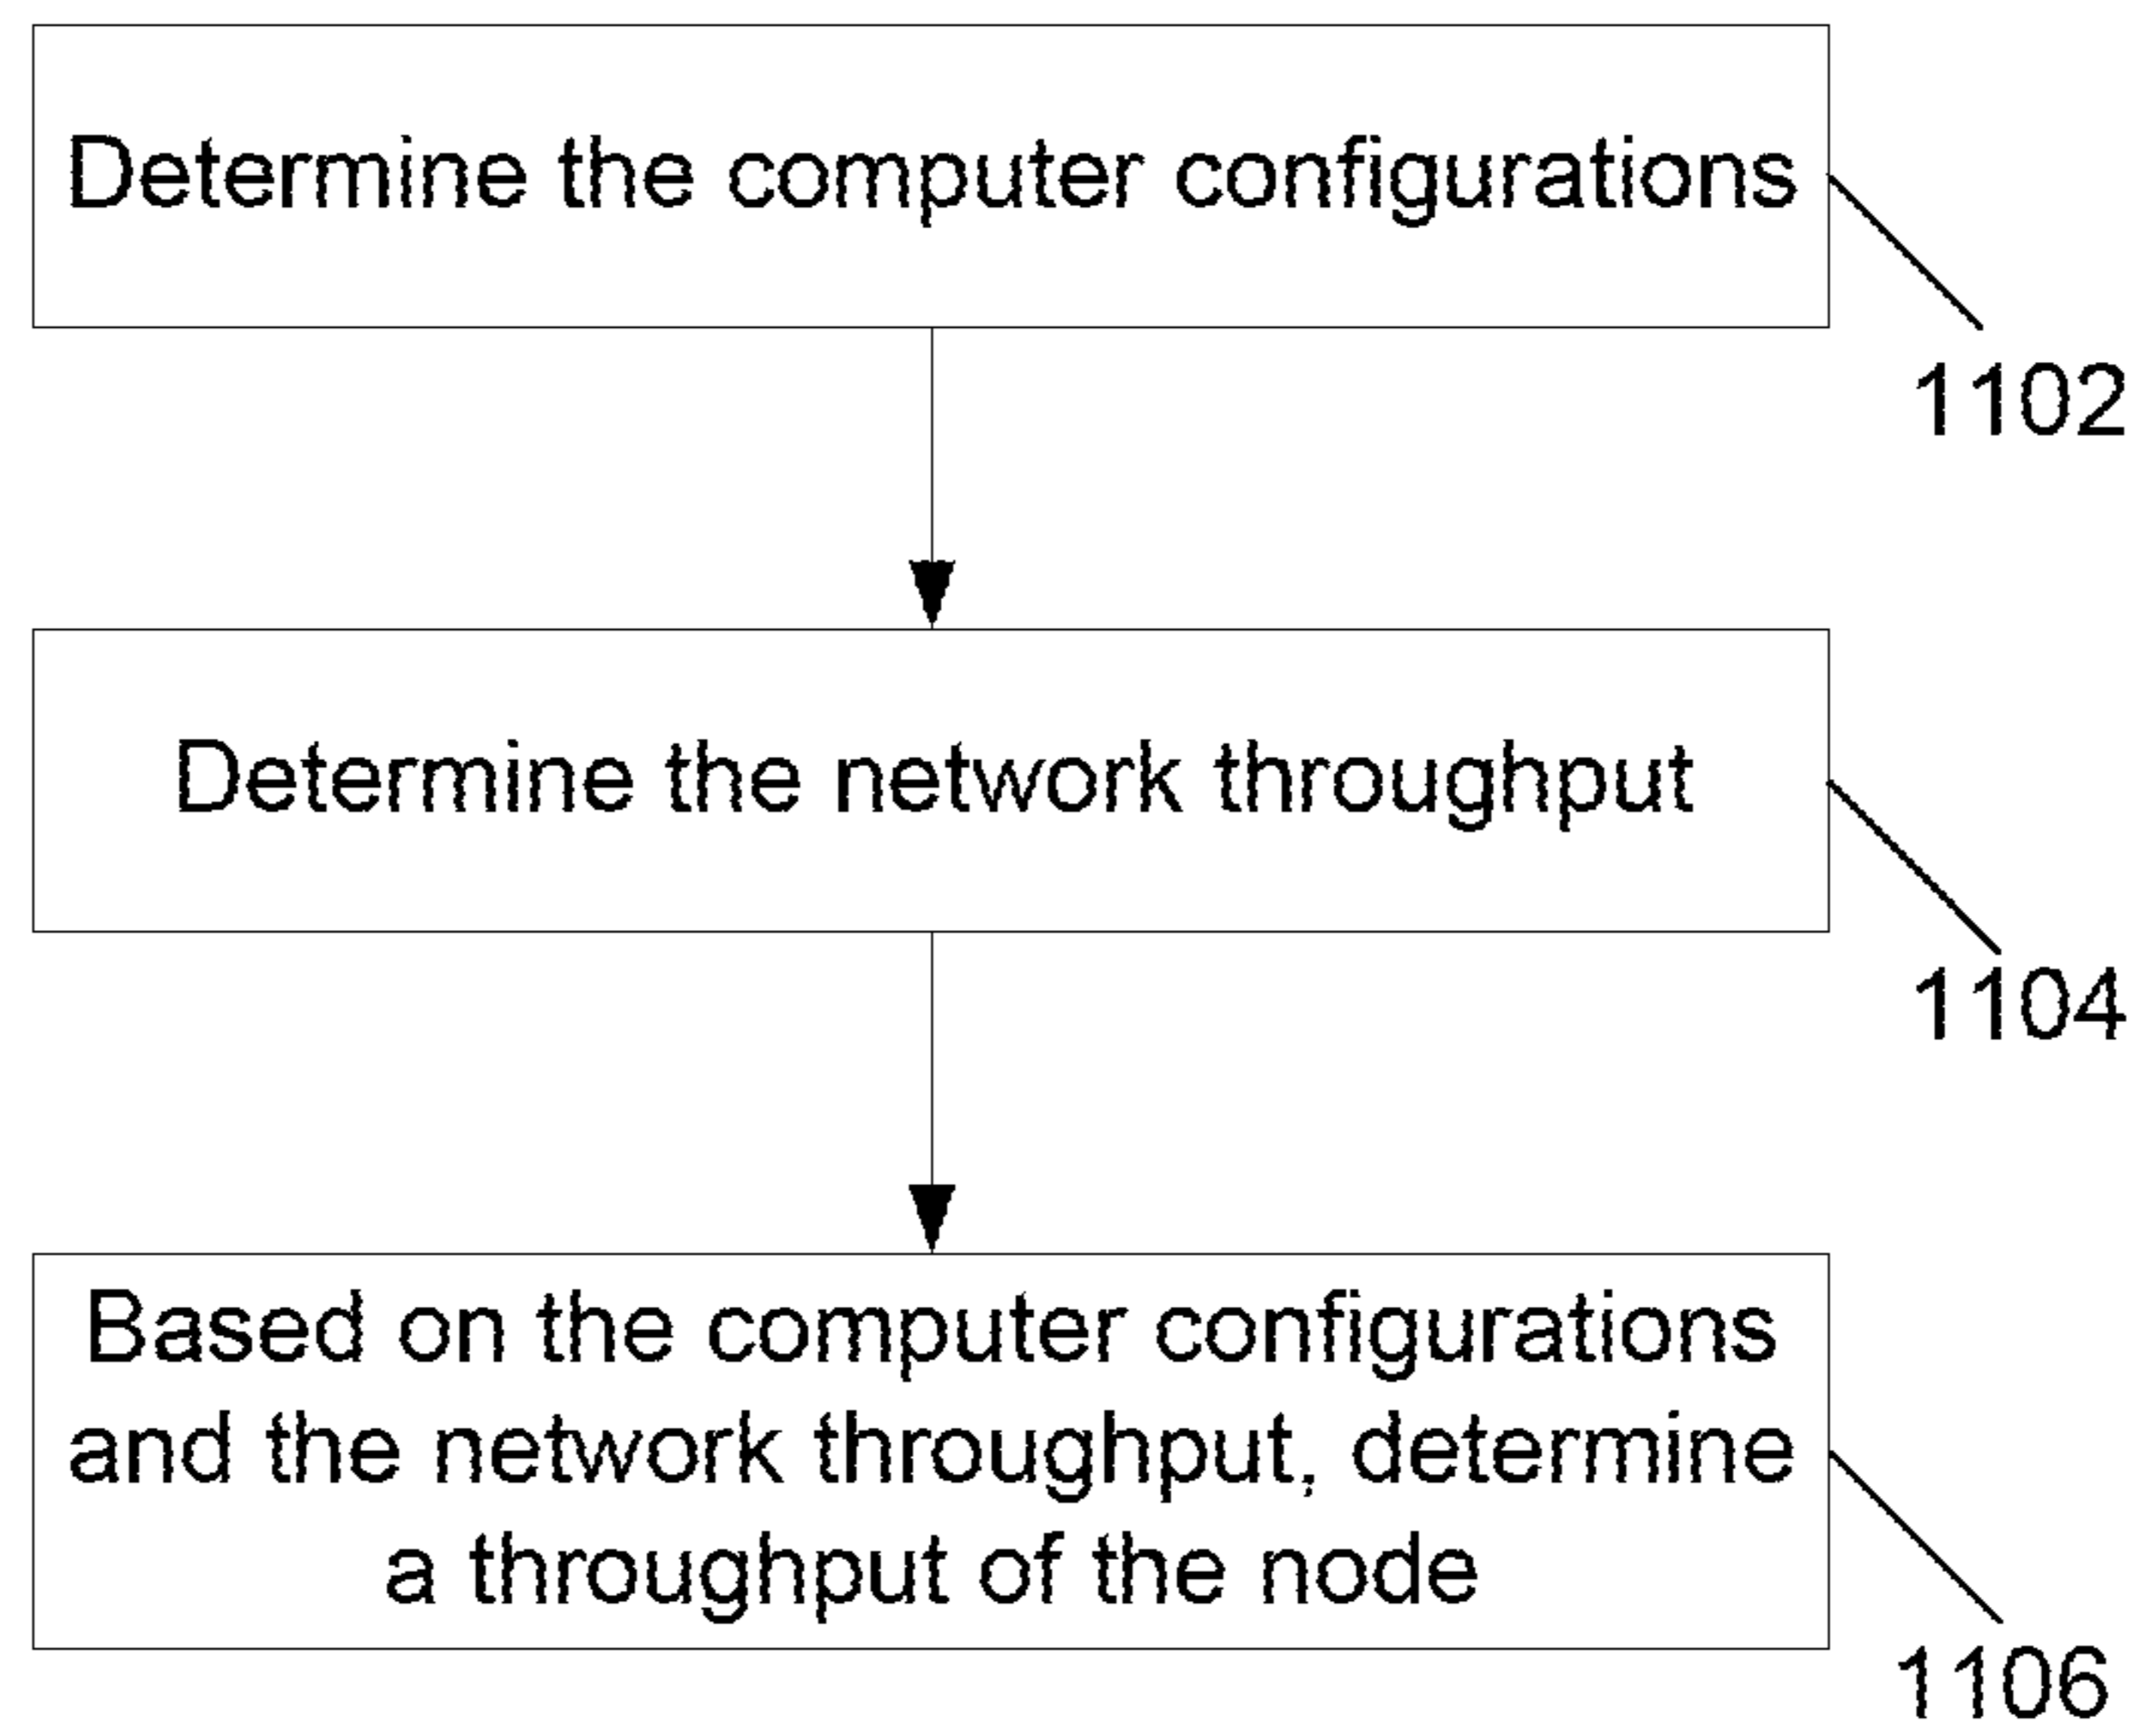 Determine the computer configurations
1102
Determine the network throughput
1104
Based on the computer configurations
and the network throughput, determine
a throughput of the node
1106